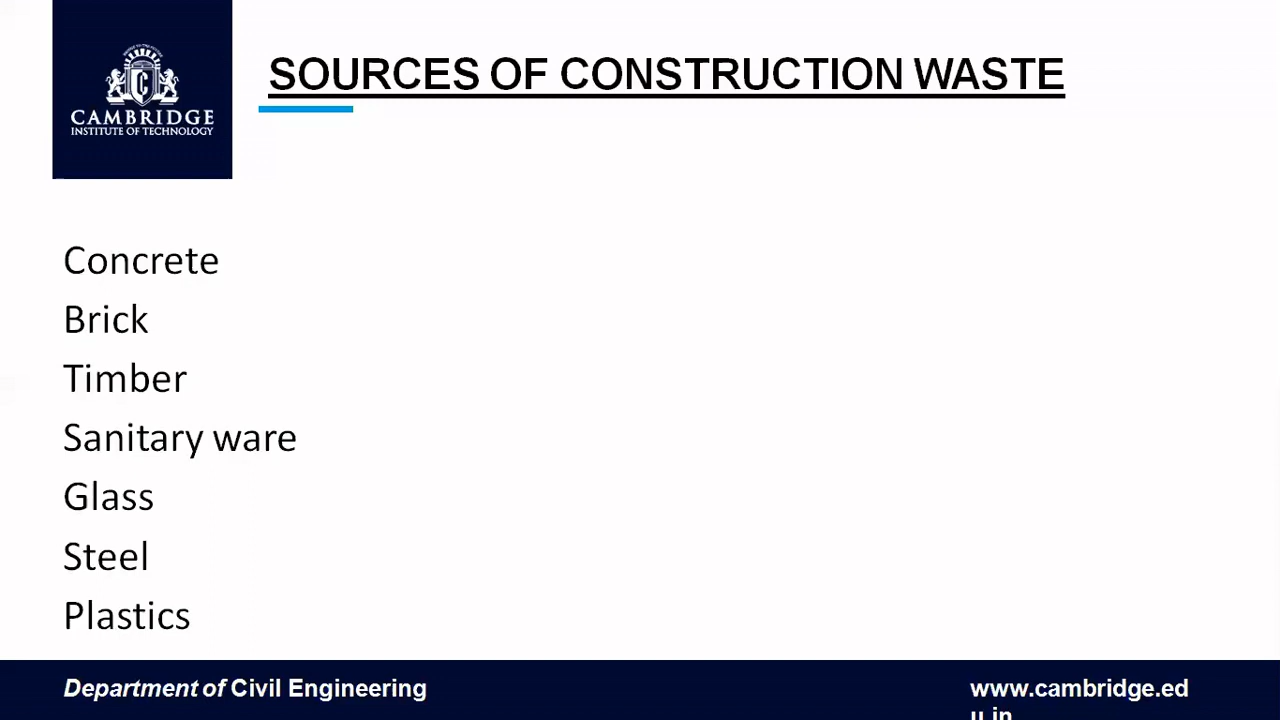 CAMBRIDGE
INSTITUTE OF TECHNOLOGY
SOURCES OF CONSTRUCTION WASTE
Concrete
Brick
Timber
Sanitary ware
Glass
Steel
Plastics
Department of Civil Engineering
www.cambridge.ed
u.in